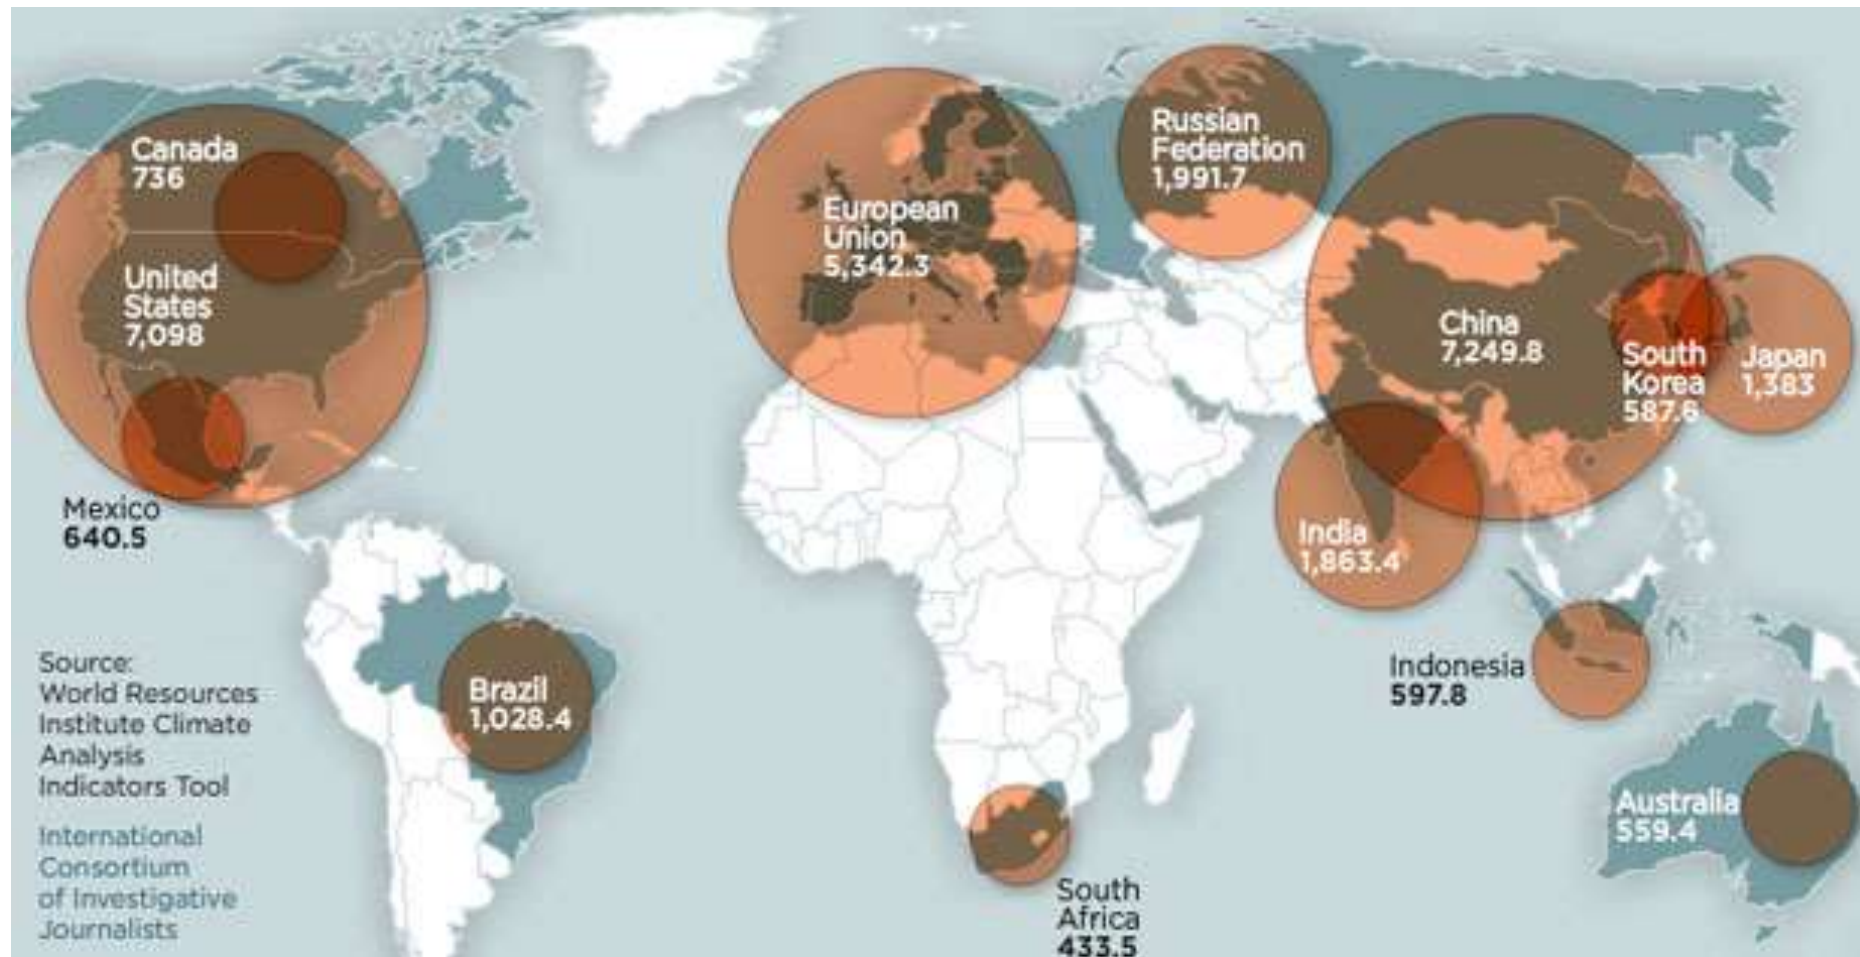 Canada
736
United
States
7,098
Mexico
640.5
European
Union
5,342.3
Russian
Federation
1,991.7
China
7,249.8
South
Korea
587.6
Japan
1,383
India
1,863.4
Indonesia
597.8
Brazil
1,028.4
Australia
559.4
South
Africa
433.5
Source:
World Resources
Institute Climate
Analysis
Indicators Tool
International
Consortium
of Investigative
Journalists